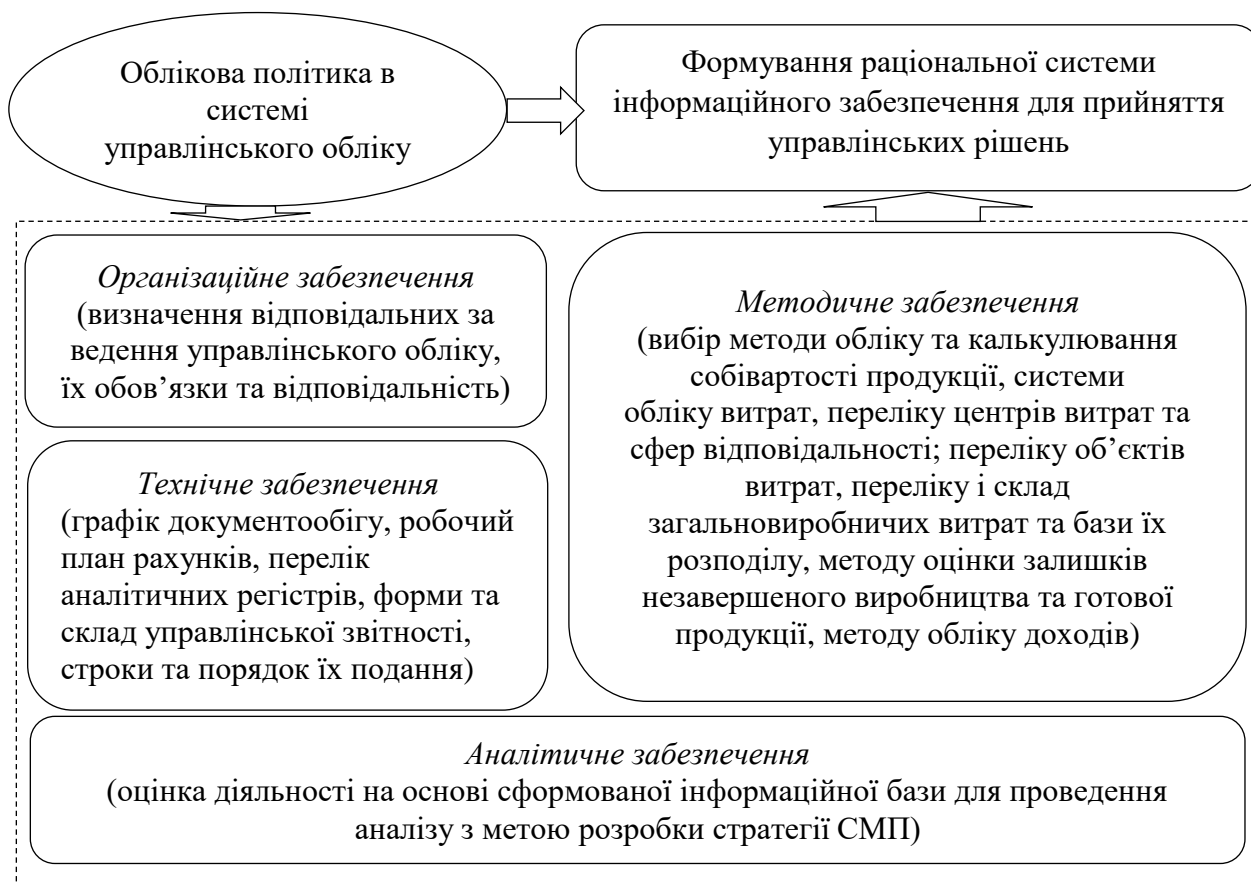 Облікова політика в
системі
управлінського обліку
Формування раціональної системи
інформаційного забезпечення для прийняття
управлінських рішень
Організаційне забезпечення
(визначення відповідальних за
ведення управлінського обліку,
їх обов’язки та відповідальність)
Технічне забезпечення
(графік документообігу, робочий
план рахунків, перелік
аналітичних регістрів, форми та
склад управлінської звітності,
строки та порядок їх подання)
Методичне забезпечення
(вибір методи обліку та калькулювання
собівартості продукції, системи
обліку витрат, переліку центрів витрат та
сфер відповідальності; переліку об’єктів
витрат, переліку і склад
загальновиробничих витрат та бази їх
розподілу, методу оцінки залишків
незавершеного виробництва та готової
продукції, методу обліку доходів)
Аналітичне забезпечення
(оцінка діяльності на основі сформованої інформаційної бази для проведення
аналізу з метою розробки стратегії СМП)